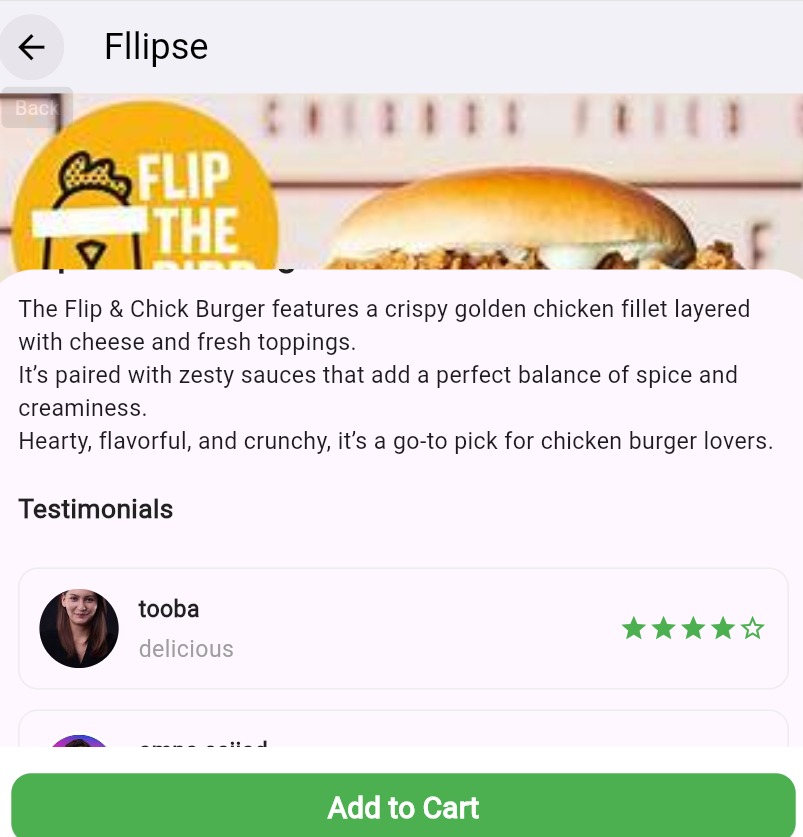 Fllipse
Back
FLIP
THE
The Flip & Chick Burger features a crispy golden chicken fillet layered
with cheese and fresh toppings.
It’s paired with zesty sauces that add a perfect balance of spice and
creaminess.
Hearty, flavorful, and crunchy, it’s a go-to pick for chicken burger lovers.
Testimonials
tooba
delicious
Add to Cart